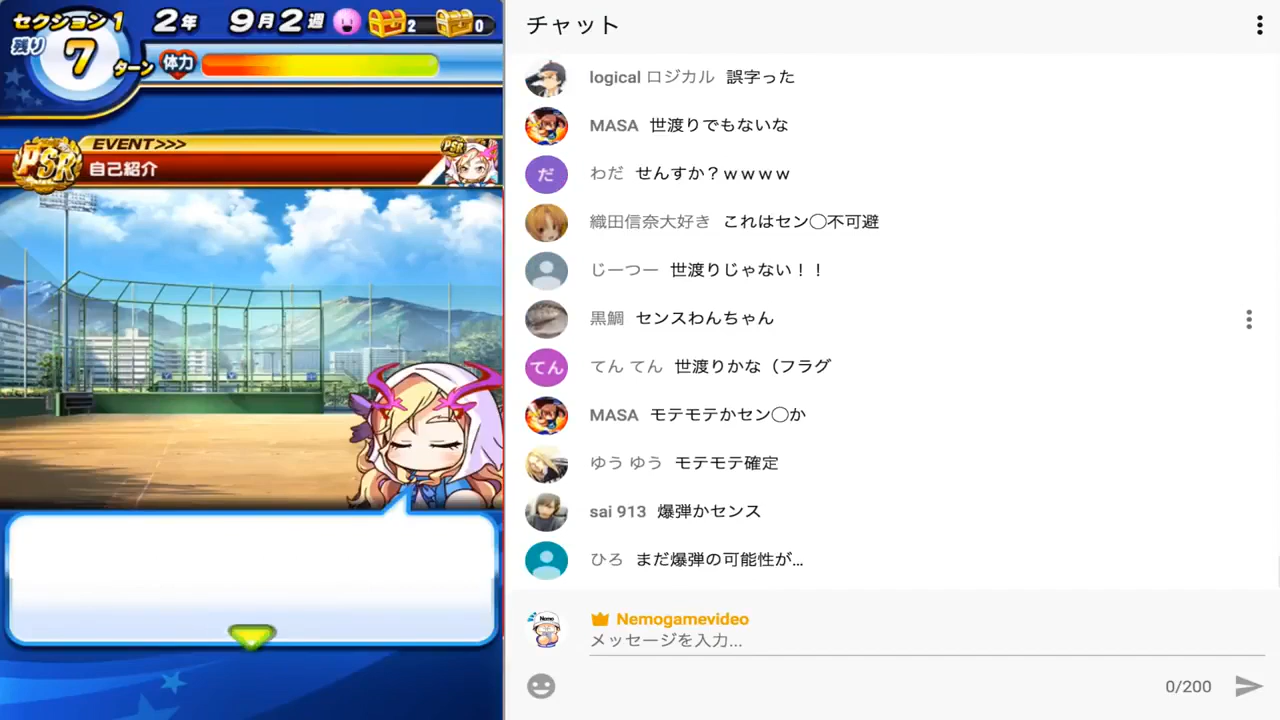 セクション1 2年 9月2週 2 0
残り 7 ターン 体力
PSR EVENT>>> PSR
自己紹介
チャット
logical ロジカル 誤字った
MASA 世渡りでもないな
だ わだ せんすか？ｗｗｗｗ
織田信奈大好き これはセン◯不可避
じーつー 世渡りじゃない！！
黒鯛 センスわんちゃん
てん てん てん 世渡りかな（フラグ
MASA モテモテかセン◯か
ゆう ゆう モテモテ確定
sai 913 爆弾かセンス
ひろ まだ爆弾の可能性が...
Nemo Nemogamevideo
メッセージを入力...
0/200